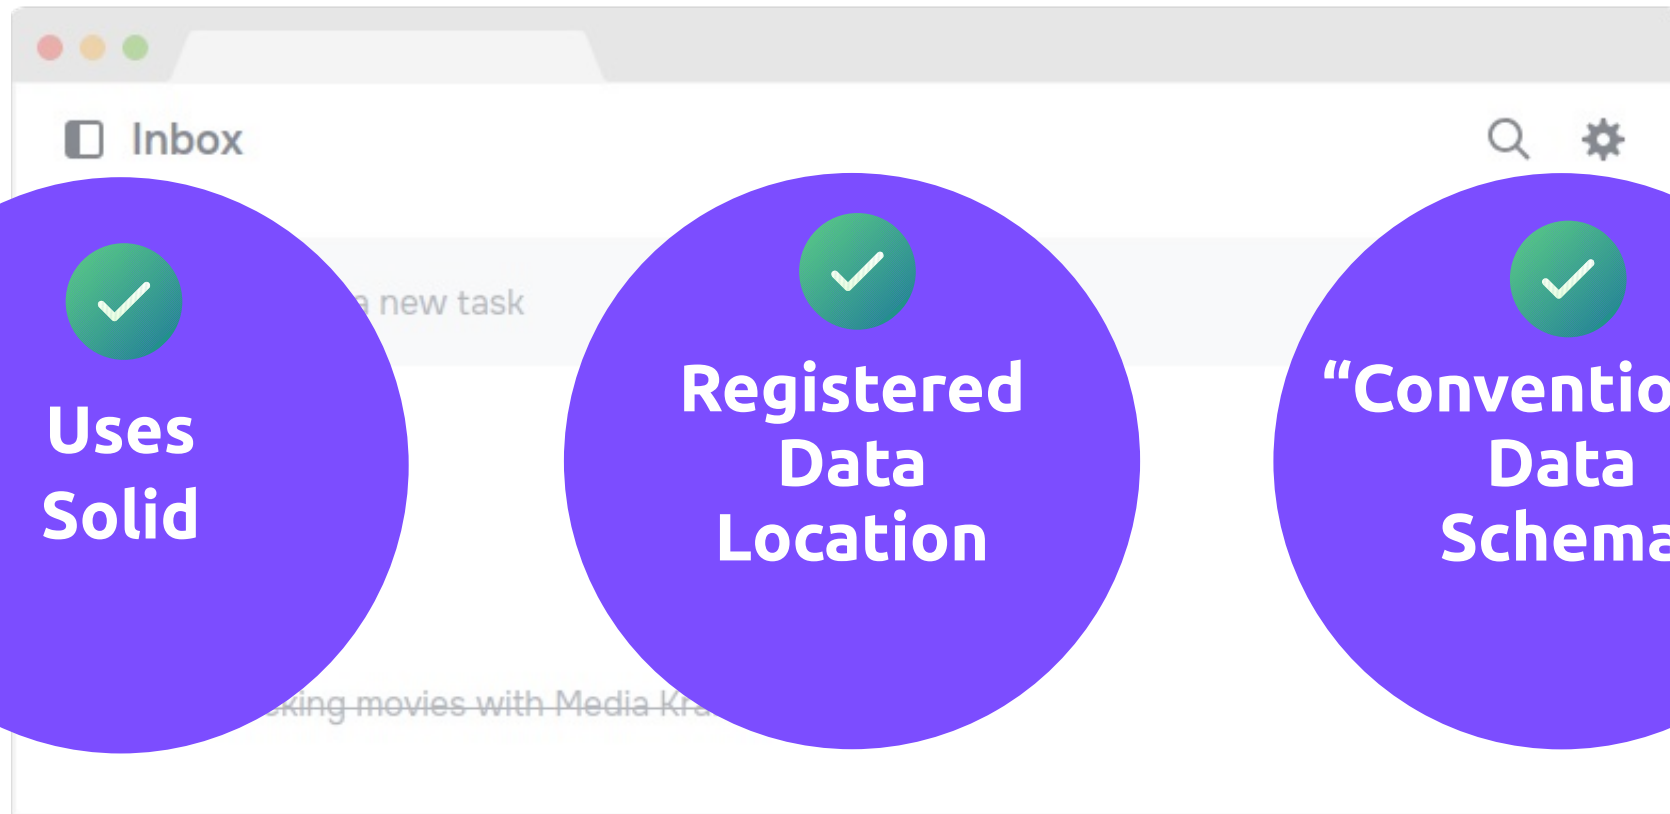 Inbox
new task
Uses
Solid
Registered
Data
Location
“Conventio
Data
Schema
king movies with Media Kra